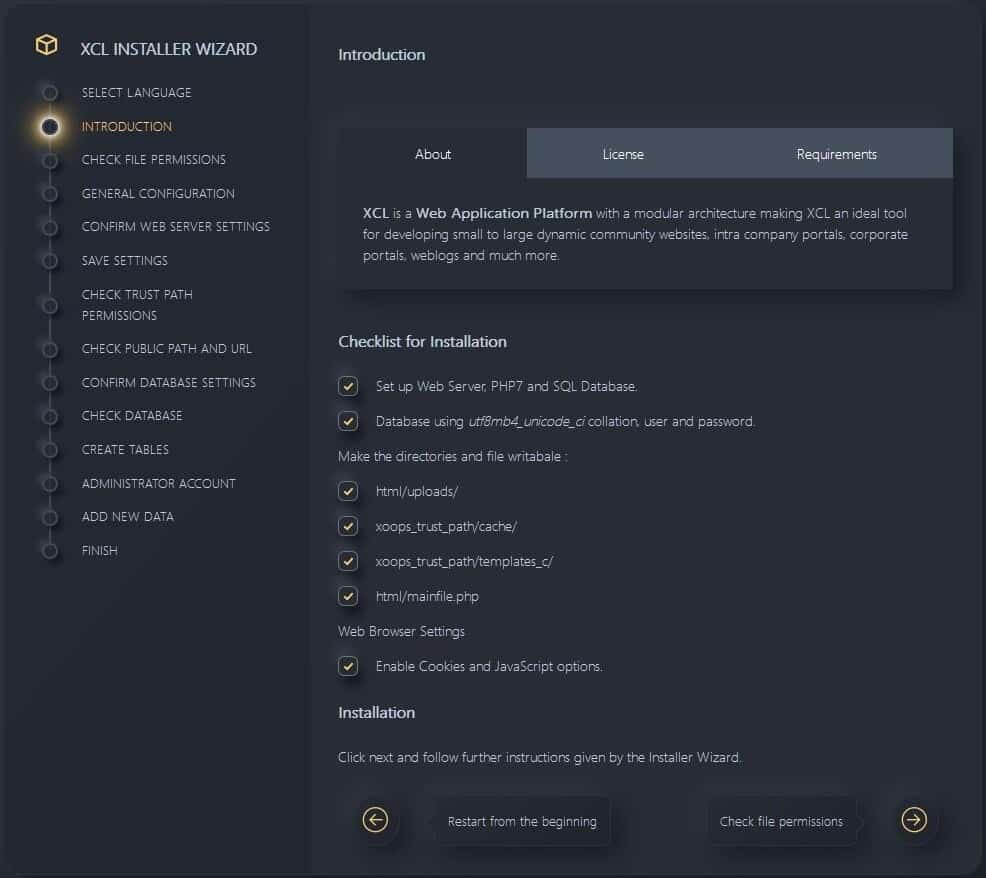 XCL INSTALLER WIZARD
SELECT LANGUAGE
INTRODUCTION
CHECK FILE PERMISSIONS
GENERAL CONFIGURATION
CONFIRM WEB SERVER SETTINGS
SAVE SETTINGS
CHECK TRUST PATH
PERMISSIONS
CHECK PUBLIC PATH AND URL
CONFIRM DATABASE SETTINGS
CHECK DATABASE
CREATE TABLES
ADMINISTRATOR ACCOUNT
ADD NEW DATA
FINISH
Introduction
About License Requirements
XCL is a Web Application Platform with a modular architecture making XCL an ideal tool
for developing small to large dynamic community websites, intra company portals, corporate
portals, weblogs and much more.
Checklist for Installation
Set up Web Server, PHP7 and SQL Database.
Database using utf8mb4_unicode_ci collation, user and password.
Make the directories and file writabale :
html/uploads/
xoops_trust_path/cache/
xoops_trust_path/templates_c/
html/mainfile.php
Web Browser Settings
Enable Cookies and JavaScript options.
Installation
Click next and follow further instructions given by the Installer Wizard.
Restart from the beginning Check file permissions